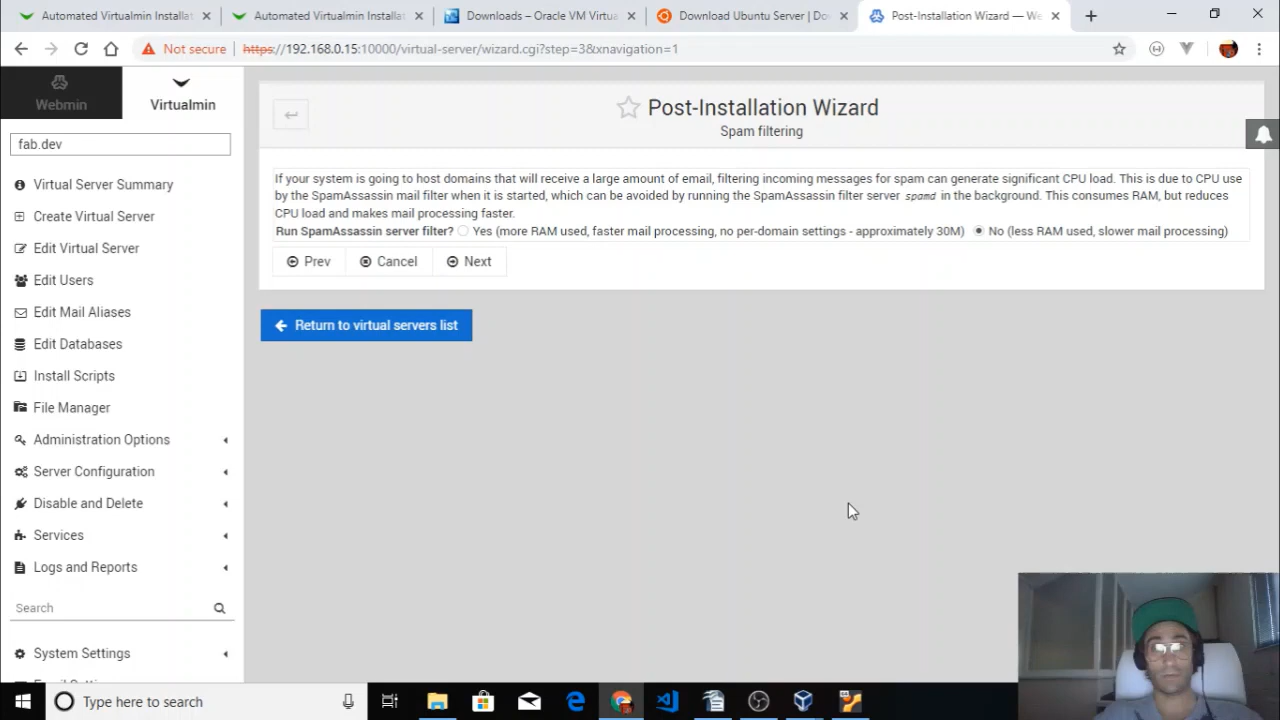 Automated Virtualmin Installat
Automated Virtualmin Installat
Downloads – Oracle VM Virtua
Download Ubuntu Server | Do
Post-Installation Wizard — We
Not secure | https://192.168.0.15:10000/virtual-server/wizard.cgi?step=3&xnavigation=1
Webmin
Virtualmin
fab.dev
Virtual Server Summary
Create Virtual Server
Edit Virtual Server
Edit Users
Edit Mail Aliases
Edit Databases
Install Scripts
File Manager
Administration Options
Server Configuration
Disable and Delete
Services
Logs and Reports
Search
System Settings
Post-Installation Wizard
Spam filtering
If your system is going to host domains that will receive a large amount of email, filtering incoming messages for spam can generate significant CPU load. This is due to CPU use
by the SpamAssassin mail filter when it is started, which can be avoided by running the SpamAssassin filter server spamd in the background. This consumes RAM, but reduces
CPU load and makes mail processing faster.
Run SpamAssassin server filter? Yes (more RAM used, faster mail processing, no per-domain settings - approximately 30M) No (less RAM used, slower mail processing)
Prev
Cancel
Next
Return to virtual servers list
Type here to search